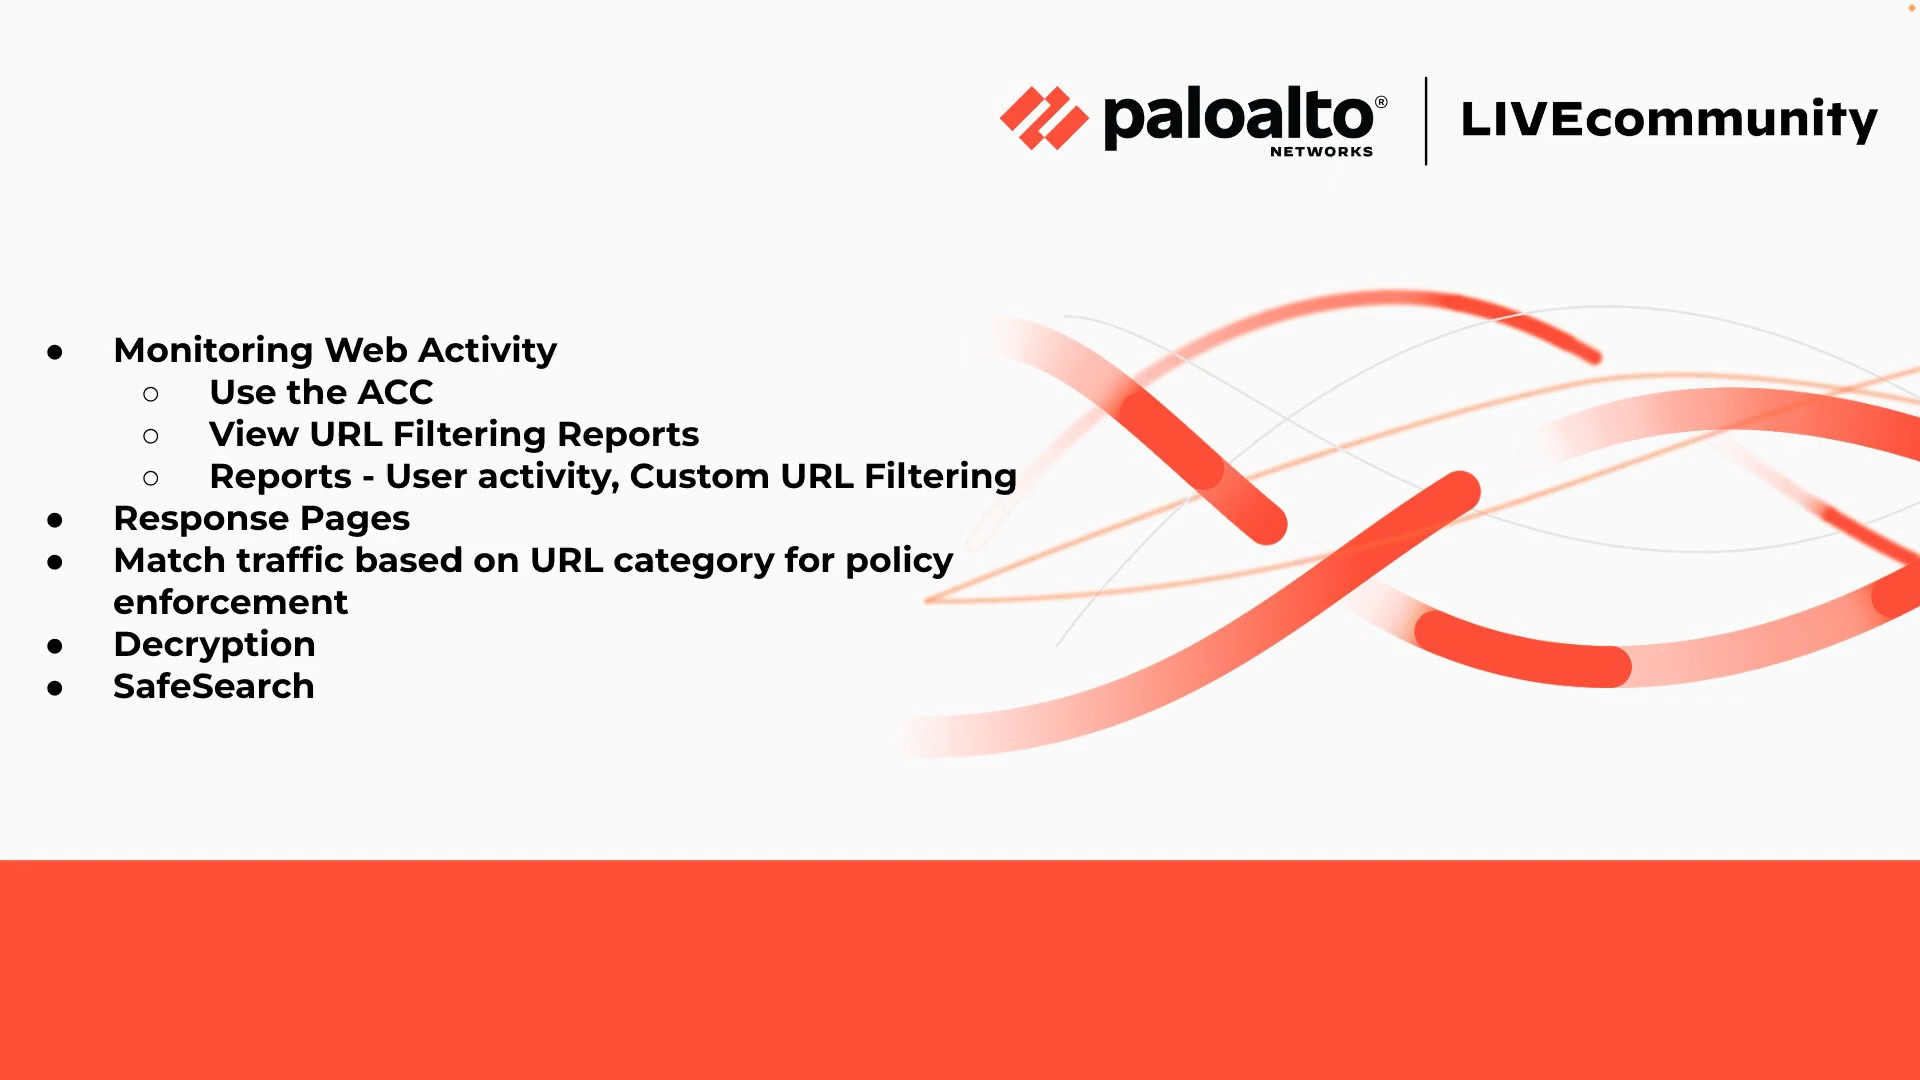 paloalto®
NETWORKS
LIVEcommunity
● Monitoring Web Activity
○ Use the ACC
○ View URL Filtering Reports
○ Reports - User activity, Custom URL Filtering
● Response Pages
● Match traffic based on URL category for policy
enforcement
● Decryption
● SafeSearch